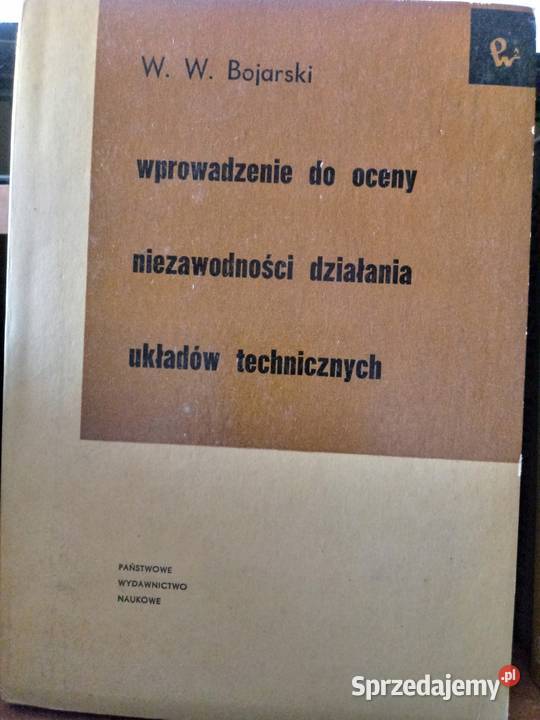 W. W. Bojarski
wprowadzenie do oceny
niezawodności działania
układów technicznych
PAŃSTWOWE
WYDAWNICTWO
NAUKOWE
Sprzedajemy.pl